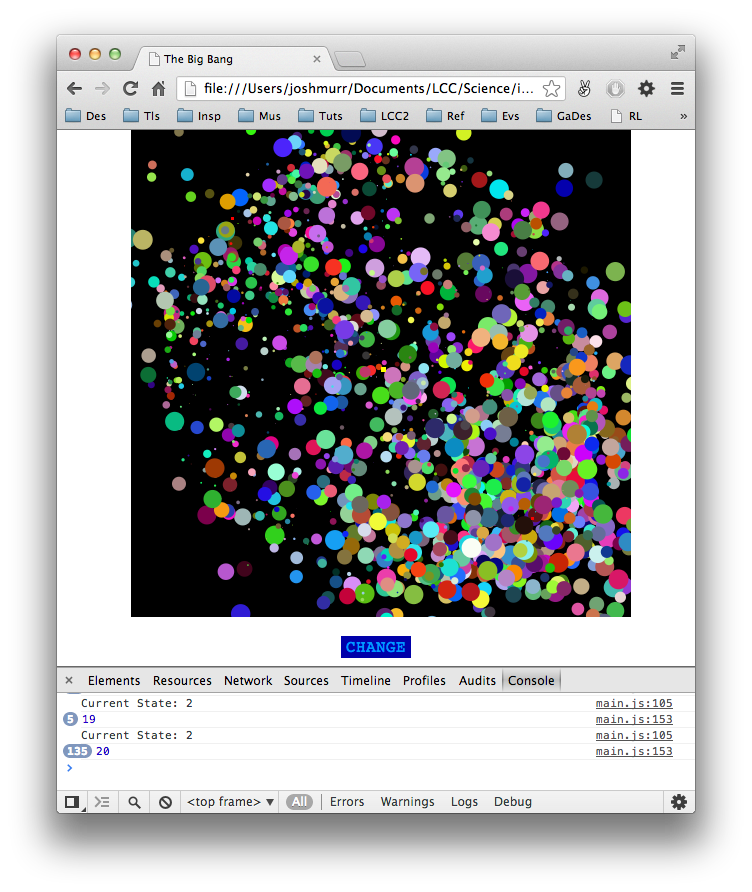 The Big Bang
file:///Users/joshmurr/Documents/LCC/Science/i...
Des Tls Insp Mus Tuts LCC2 Ref Evs GaDes RL »
CHANGE
× Elements Resources Network Sources Timeline Profiles Audits Console
Current State: 2 main.js:105
5 19 main.js:153
Current State: 2 main.js:105
135 20 main.js:153
>
<top frame> ▼ All Errors Warnings Logs Debug